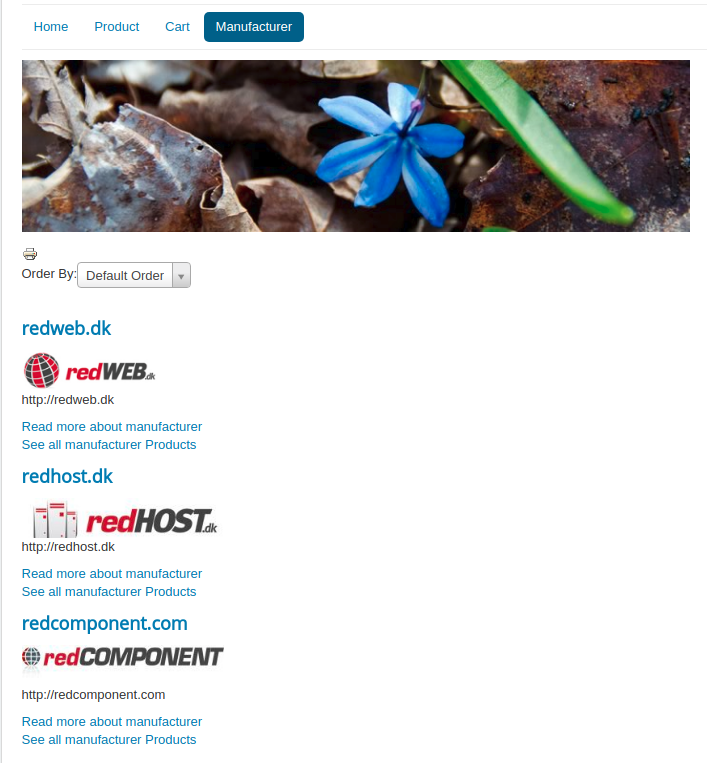 Home Product Cart Manufacturer
Order By: Default Order
redweb.dk
redWEB.dk
http://redweb.dk
Read more about manufacturer
See all manufacturer Products
redhost.dk
redHOST.dk
http://redhost.dk
Read more about manufacturer
See all manufacturer Products
redcomponent.com
redCOMPONENT
http://redcomponent.com
Read more about manufacturer
See all manufacturer Products